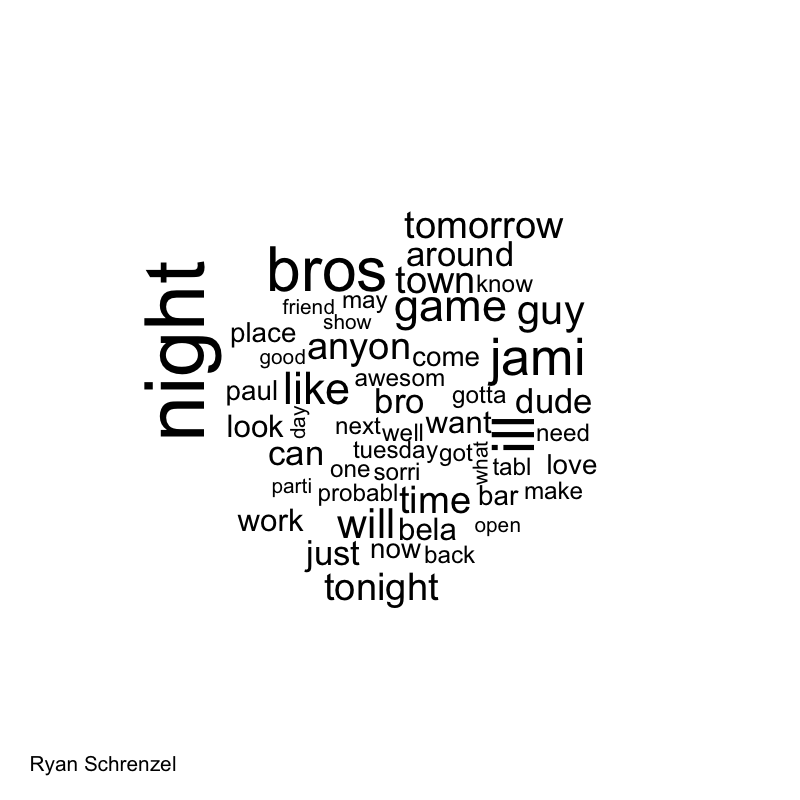 tomorrow
around
bros
town
know
night
friend
may
game
guy
show
place
anyon
good
come
jami
awesom
paul
like
bro
gotta
dude
look
day
next
well
want
ill
need
can
tuesday
got
what
one
sorri
tabl
love
parti
probabl
time
bar
make
work
will
bela
open
just
now
back
tonight
Ryan Schrenzel